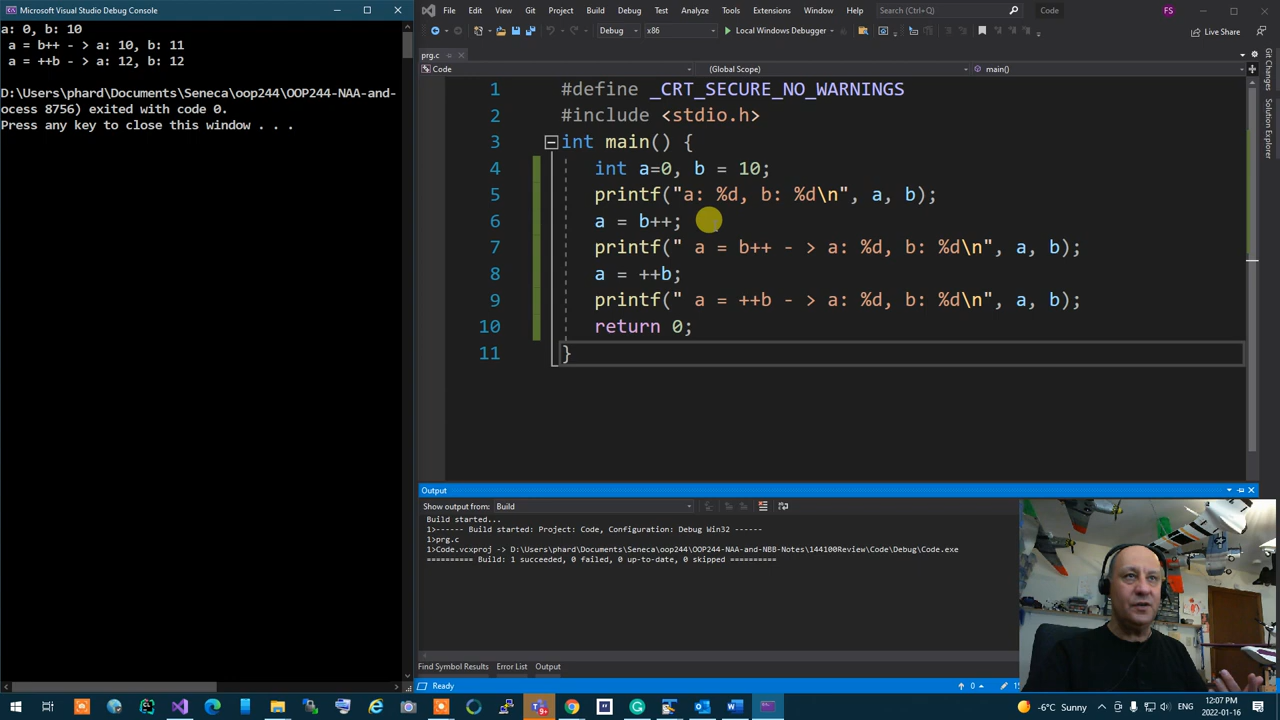 Microsoft Visual Studio Debug Console
a: 0, b: 10
 a = b++ - > a: 10, b: 11
 a = ++b - > a: 12, b: 12
D:\Users\phard\Documents\Seneca\oop244\OOP244-NAA-and-
ocess 8756) exited with code 0.
Press any key to close this window . . .
File Edit View Git Project Build Debug Test Analyze Tools Extensions Window Help Search (Ctrl+Q) Code FS
Debug x86 Local Windows Debugger Live Share
prg.c
Code (Global Scope) main()
1 #define _CRT_SECURE_NO_WARNINGS
2 #include <stdio.h>
3 int main() {
4 int a=0, b = 10;
5 printf("a: %d, b: %d\n", a, b);
6 a = b++;
7 printf(" a = b++ - > a: %d, b: %d\n", a, b);
8 a = ++b;
9 printf(" a = ++b - > a: %d, b: %d\n", a, b);
10 return 0;
11 }
Git Changes
Solution Explorer
Output
Show output from: Build
Build started...
1>------ Build started: Project: Code, Configuration: Debug Win32 ------
1>prg.c
1>Code.vcxproj -> D:\Users\phard\Documents\Seneca\oop244\OOP244-NAA-and-NBB-Notes\144100Review\Code\Debug\Code.exe
========== Build: 1 succeeded, 0 failed, 0 up-to-date, 0 skipped ==========
Find Symbol Results Error List Output
Ready 0
-6°C Sunny ENG 12:07 PM
2022-01-16